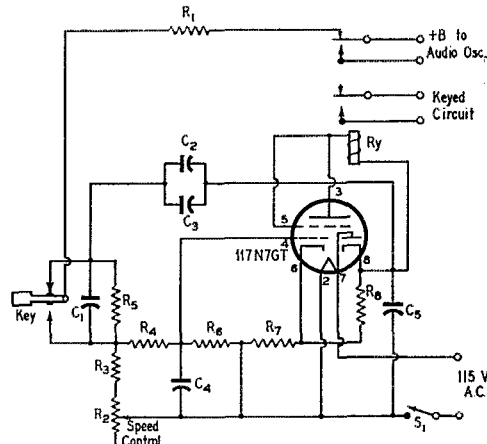 R1
+B to
Audio Osc.
Keyed
Circuit
C2
Ry
C3
3
5
4
117N7GT
6
2
7
8
Key
C1
R5
R8
C5
R4
R6
R7
R3
C4
115 V.
A.C.
R2
Speed
Control
S1